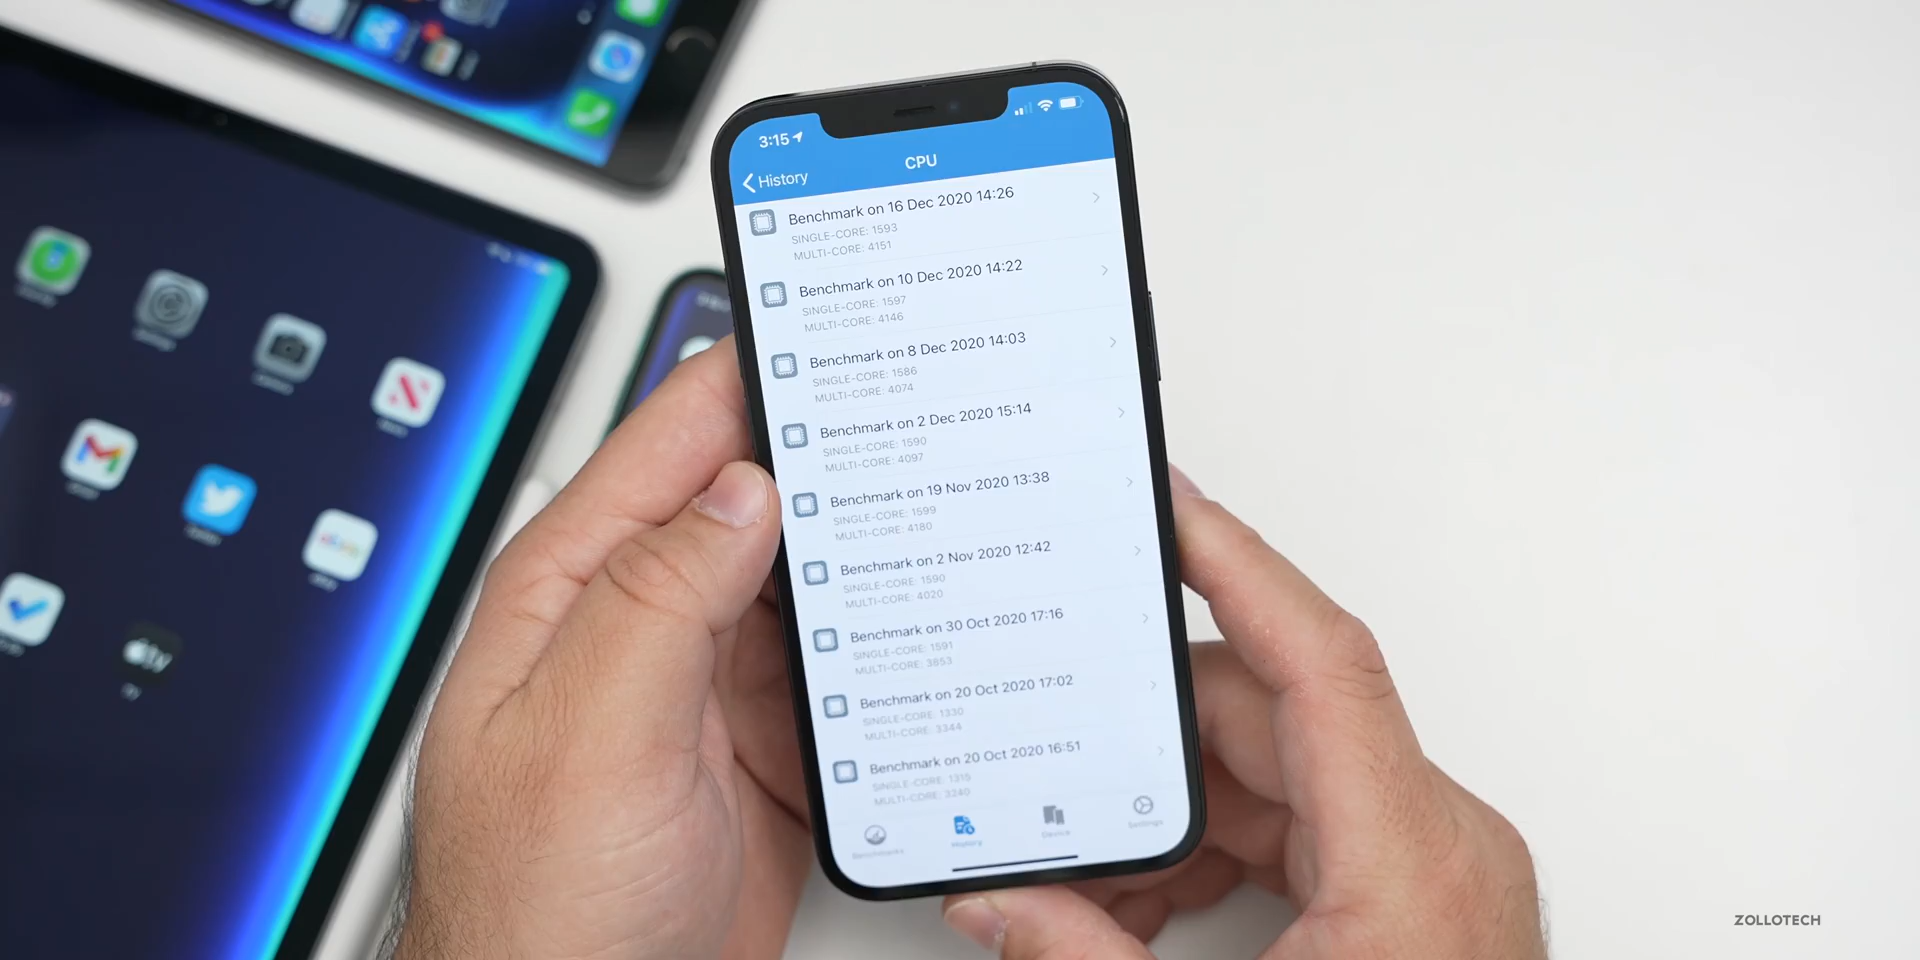 3:15
History
CPU
Benchmark on 16 Dec 2020 14:26
SINGLE-CORE: 1593
MULTI-CORE: 4151
Benchmark on 10 Dec 2020 14:22
SINGLE-CORE: 1597
MULTI-CORE: 4146
Benchmark on 8 Dec 2020 14:03
SINGLE-CORE: 1586
MULTI-CORE: 4074
Benchmark on 2 Dec 2020 15:14
SINGLE-CORE: 1590
MULTI-CORE: 4097
Benchmark on 19 Nov 2020 13:38
SINGLE-CORE: 1599
MULTI-CORE: 4180
Benchmark on 2 Nov 2020 12:42
SINGLE-CORE: 1590
MULTI-CORE: 4020
Benchmark on 30 Oct 2020 17:16
SINGLE-CORE: 1591
MULTI-CORE: 3853
Benchmark on 20 Oct 2020 17:02
SINGLE-CORE: 1330
MULTI-CORE: 3344
Benchmark on 20 Oct 2020 16:51
SINGLE-CORE: 1315
MULTI-CORE: 3240
Benchmarks
History
Device
Settings
tv
ZOLLOTECH